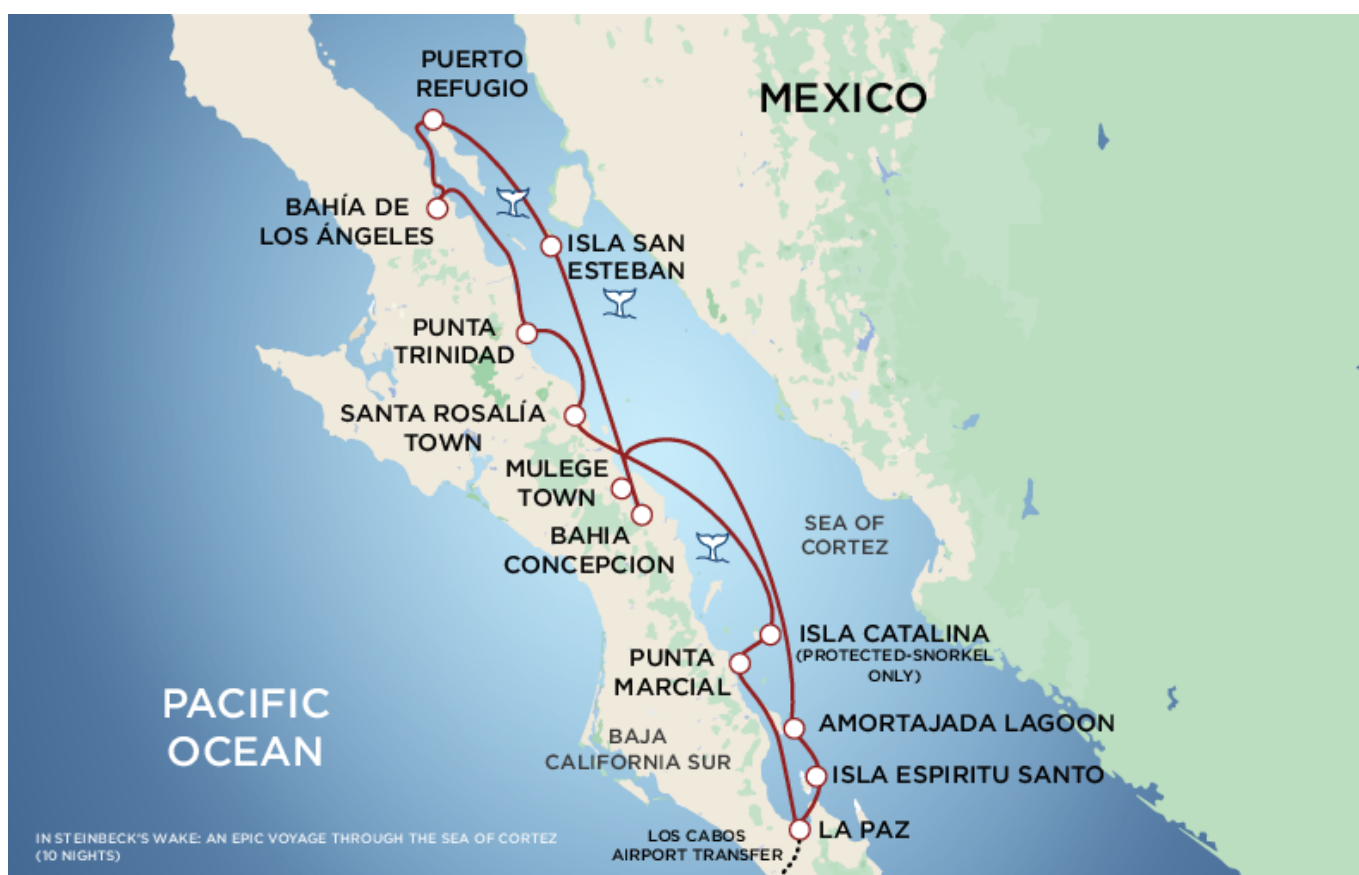 PUERTO
REFUGIO
MEXICO
BAHÍA DE
LOS ÁNGELES
ISLA SAN
ESTEBAN
PUNTA
TRINIDAD
SANTA ROSALÍA
TOWN
MULEGE
TOWN
BAHIA
CONCEPCION
SEA OF
CORTEZ
ISLA CATALINA
(PROTECTED-SNORKEL
ONLY)
PUNTA
MARCIAL
PACIFIC
OCEAN
AMORTAJADA LAGOON
BAJA
CALIFORNIA SUR
ISLA ESPIRITU SANTO
LA PAZ
LOS CABOS
AIRPORT TRANSFER
IN STEINBECK'S WAKE: AN EPIC VOYAGE THROUGH THE SEA OF CORTEZ
(10 NIGHTS)